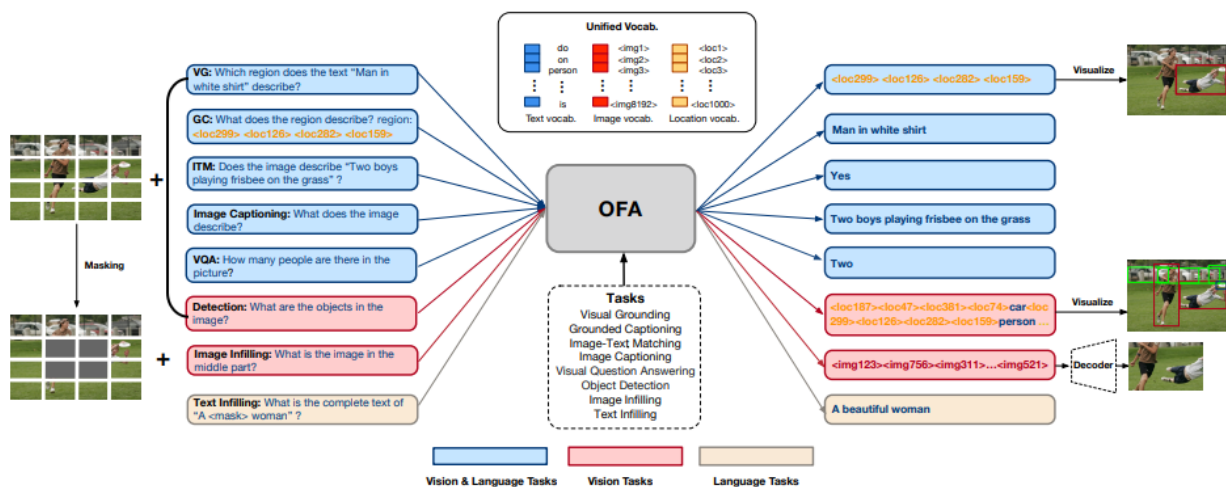 Unified Vocab.
do
on
person
is
Text vocab.
<img1>
<img2>
<img3>
<img8192>
Image vocab.
<loc1>
<loc2>
<loc3>
<loc1000>
Location vocab.
Masking
VG: Which region does the text "Man in
white shirt" describe?
GC: What does the region describe? region:
<loc299> <loc126> <loc282> <loc159>
ITM: Does the image describe "Two boys
playing frisbee on the grass" ?
Image Captioning: What does the image
describe?
VQA: How many people are there in the
picture?
Detection: What are the objects in the
image?
Image Infilling: What is the image in the
middle part?
Text Infilling: What is the complete text of
"A <mask> woman" ?
OFA
Tasks
Visual Grounding
Grounded Captioning
Image-Text Matching
Image Captioning
Visual Question Answering
Object Detection
Image Infilling
Text Infilling
<loc299> <loc126> <loc282> <loc159>
Visualize
Man in white shirt
Yes
Two boys playing frisbee on the grass
Two
<loc187><loc47><loc381><loc74>car<loc
299><loc126><loc282><loc159>person ...
Visualize
<img123><img756><img311>...<img521>
Decoder
A beautiful woman
Vision & Language Tasks
Vision Tasks
Language Tasks